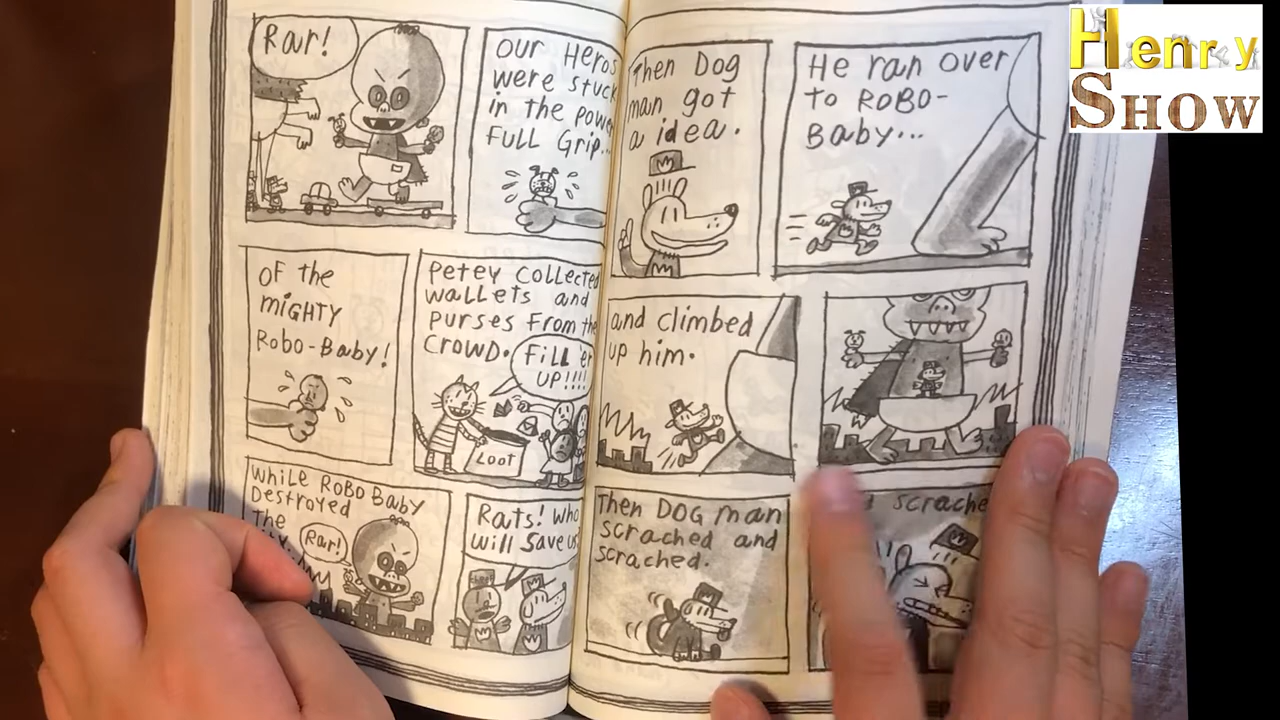 Rar!
our Heros
were stuck
in the power
FULL Grip...
OF the
mighty
Robo-Baby!
Petey collected
wallets and
purses From the
crowd.
Fill er
UP!!!!
Loot
While Robo Baby
Destroyed
The
Rar!
Rats! Who
will save us
Then Dog
man got
a idea.
He ran over
to Robo-
Baby...
and climbed
up him.
Then Dog man
scrached and
scrached.
scrached
Henry
Show